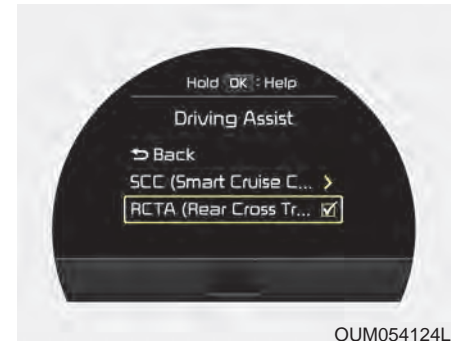 Hold OK : Help
Driving Assist
Back
SCC (Smart Cruise C...
RCTA (Rear Cross Tr...
OUM054124L